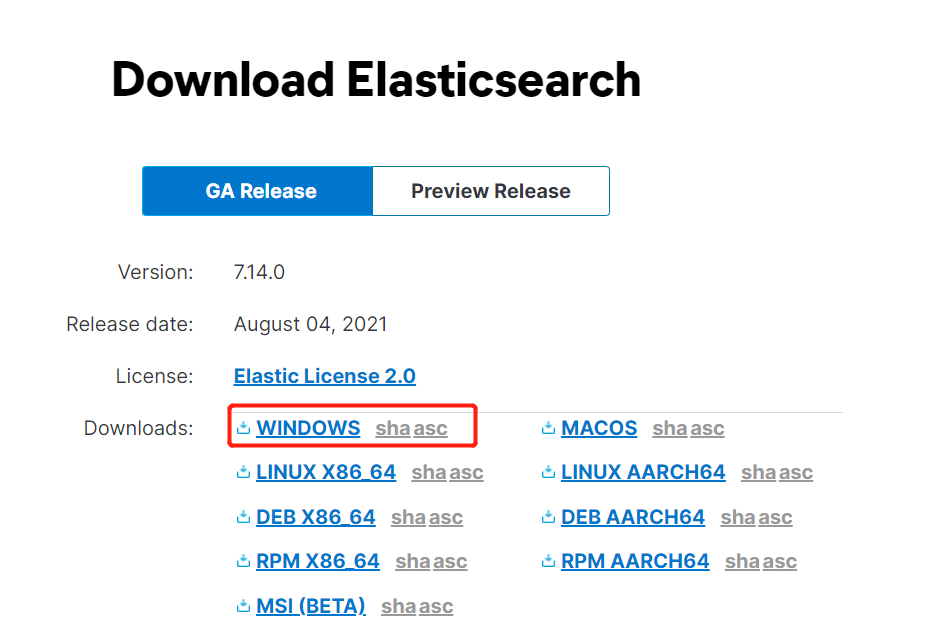 Download Elasticsearch
GA Release Preview Release
Version: 7.14.0
Release date: August 04, 2021
License: Elastic License 2.0
Downloads: WINDOWS sha asc MACOS sha asc
LINUX X86_64 sha asc LINUX AARCH64 sha asc
DEB X86_64 sha asc DEB AARCH64 sha asc
RPM X86_64 sha asc RPM AARCH64 sha asc
MSI (BETA) sha asc